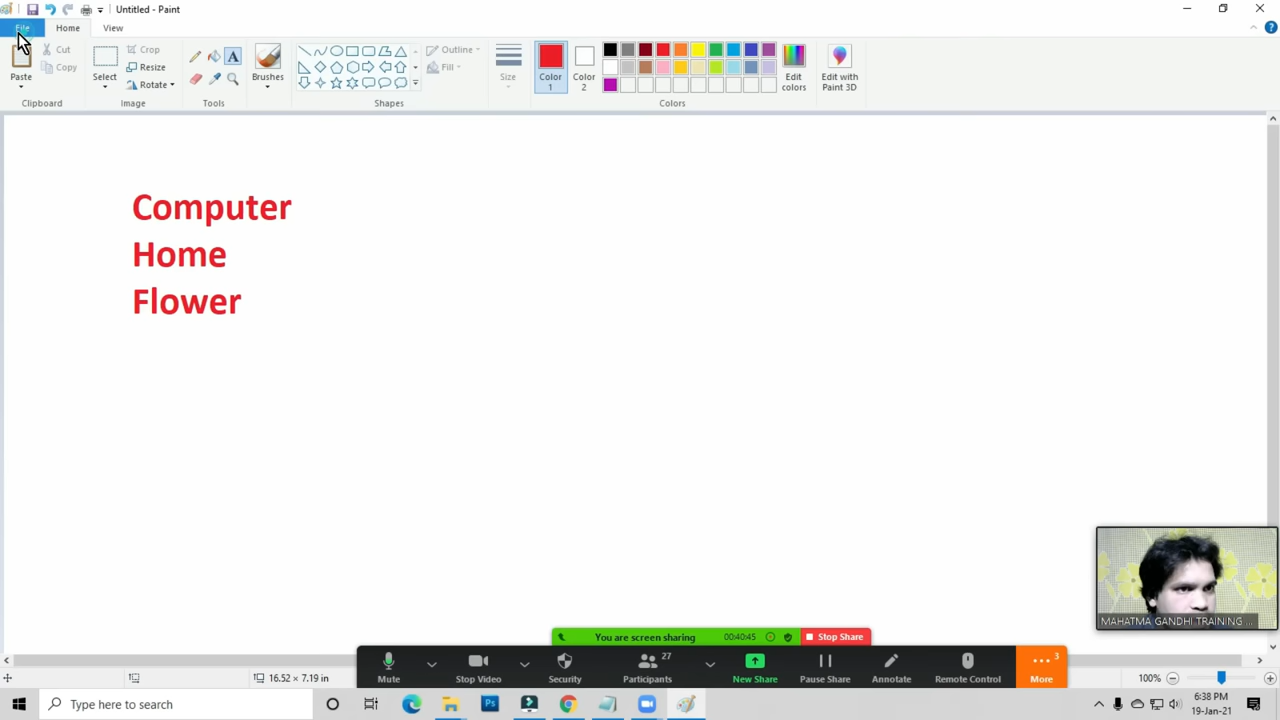 Untitled - Paint
File Home View
Paste
Cut
Copy
Clipboard
Select
Crop
Resize
Rotate
Image
A
Tools
Brushes
Outline
Fill
Shapes
Size
Color 1
Color 2
Edit colors
Edit with Paint 3D
Colors
Computer
Home
Flower
MAHATMA GANDHI TRAINING ...
You are screen sharing 00:40:45 Stop Share
Mute Stop Video Security Participants 27 New Share Pause Share Annotate Remote Control More 3
16.52 × 7.19 in 100%
Type here to search
Ps
6:38 PM
19-Jan-21